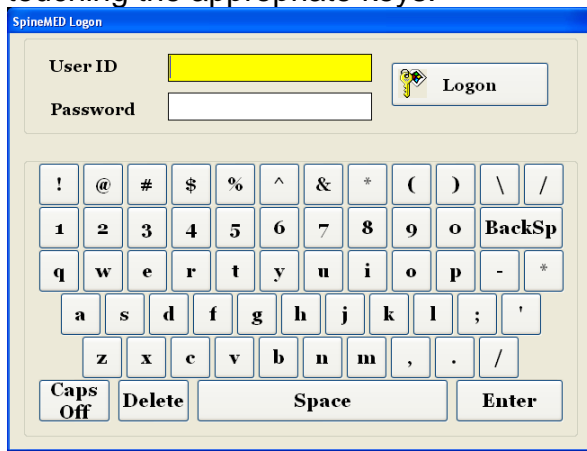 touching the appropriate keys.
SpineMED Logon
User ID
Logon
Password
! @ # $ % ^ & * ( ) \ /
1 2 3 4 5 6 7 8 9 0 BackSp
q w e r t y u i o p - *
a s d f g h j k l ; '
z x c v b n m , . /
Caps Off Delete Space Enter